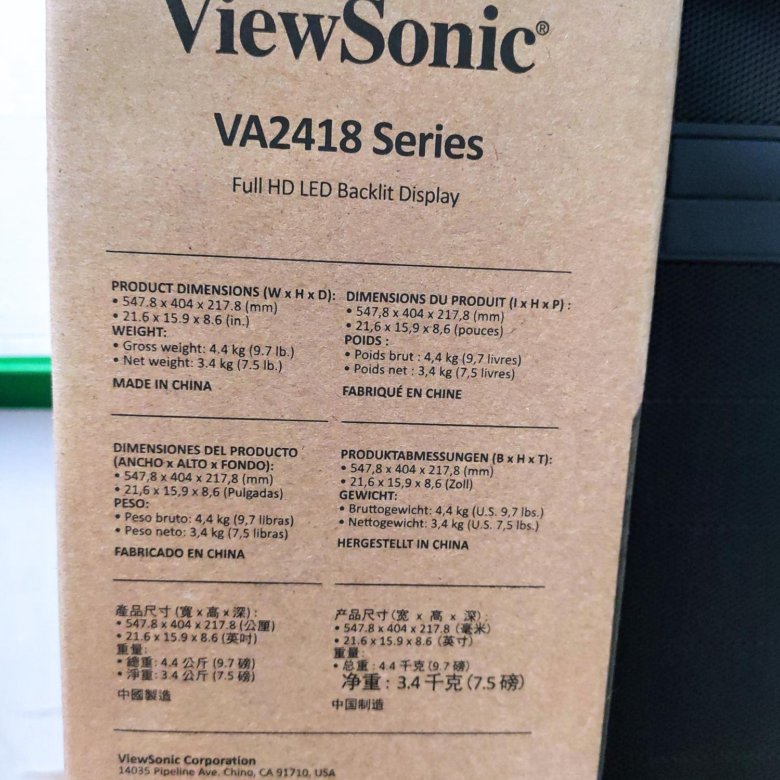 ViewSonic®
VA2418 Series
Full HD LED Backlit Display
PRODUCT DIMENSIONS (W x H x D):
• 547.8 x 404 x 217.8 (mm)
• 21.6 x 15.9 x 8.6 (in.)
WEIGHT:
• Gross weight: 4.4 kg (9.7 lb.)
• Net weight: 3.4 kg (7.5 lb.)
MADE IN CHINA
DIMENSIONS DU PRODUIT (l x H x P) :
• 547,8 x 404 x 217,8 (mm)
• 21,6 x 15,9 x 8,6 (pouces)
POIDS :
• Poids brut : 4,4 kg (9,7 livres)
• Poids net : 3,4 kg (7,5 livres)
FABRIQUÉ EN CHINE
DIMENSIONES DEL PRODUCTO
(ANCHO x ALTO x FONDO):
• 547,8 x 404 x 217,8 (mm)
• 21,6 x 15,9 x 8,6 (Pulgadas)
PESO:
• Peso bruto: 4,4 kg (9,7 libras)
• Peso neto: 3,4 kg (7,5 libras)
FABRICADO EN CHINA
PRODUKTABMESSUNGEN (B x H x T):
• 547,8 x 404 x 217,8 (mm)
• 21,6 x 15,9 x 8,6 (Zoll)
GEWICHT:
• Bruttogewicht: 4,4 kg (U.S. 9,7 lbs.)
• Nettogewicht: 3,4 kg (U.S. 7,5 lbs.)
HERGESTELLT IN CHINA
產品尺寸 (寬 x 高 x 深) :
• 547.8 x 404 x 217.8 (公厘)
• 21.6 x 15.9 x 8.6 (英吋)
重量:
• 總重: 4.4 公斤 (9.7 磅)
• 淨重: 3.4 公斤 (7.5 磅)
中國製造
产品尺寸 (宽 x 高 x 深) :
• 547.8 x 404 x 217.8 (毫米)
• 21.6 x 15.9 x 8.6 (英寸)
重量:
• 总重 : 4.4 千克 (9.7 磅)
净重 : 3.4 千克 (7.5 磅)
中国制造
ViewSonic Corporation
14035 Pipeline Ave. Chino, CA 91710, USA